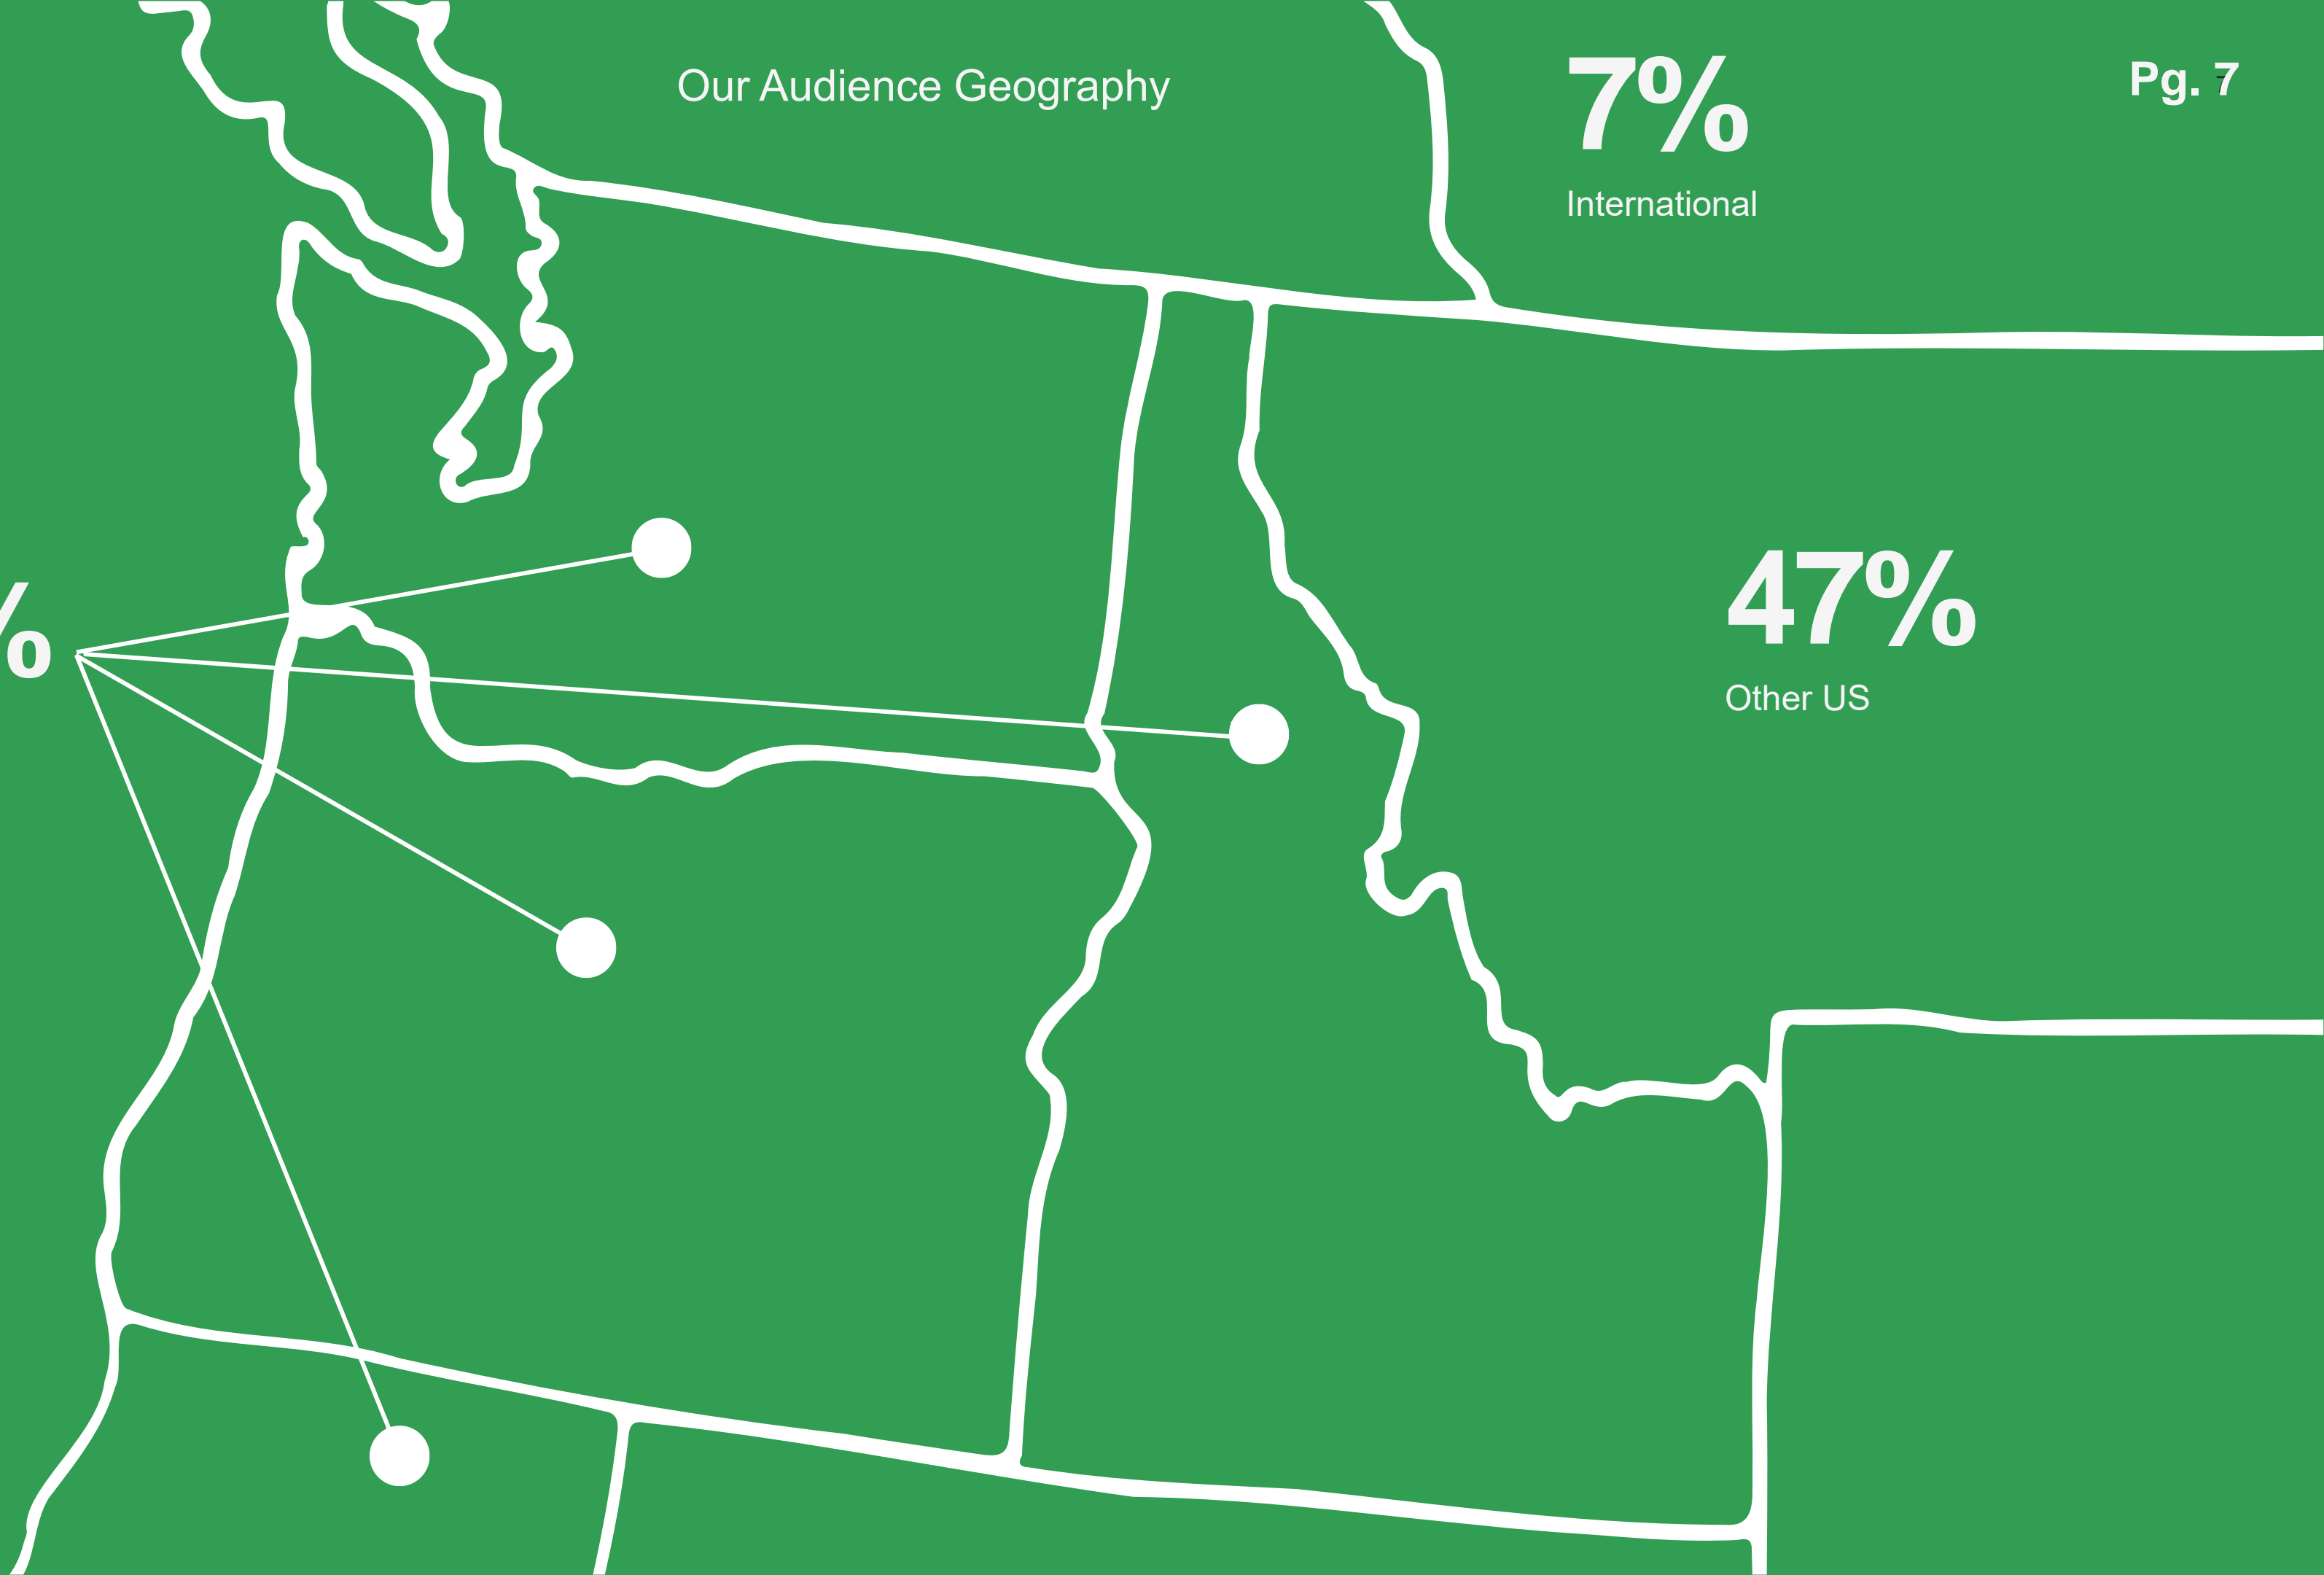 Our Audience Geography
7%
International
Pg. 7
%
47%
Other US